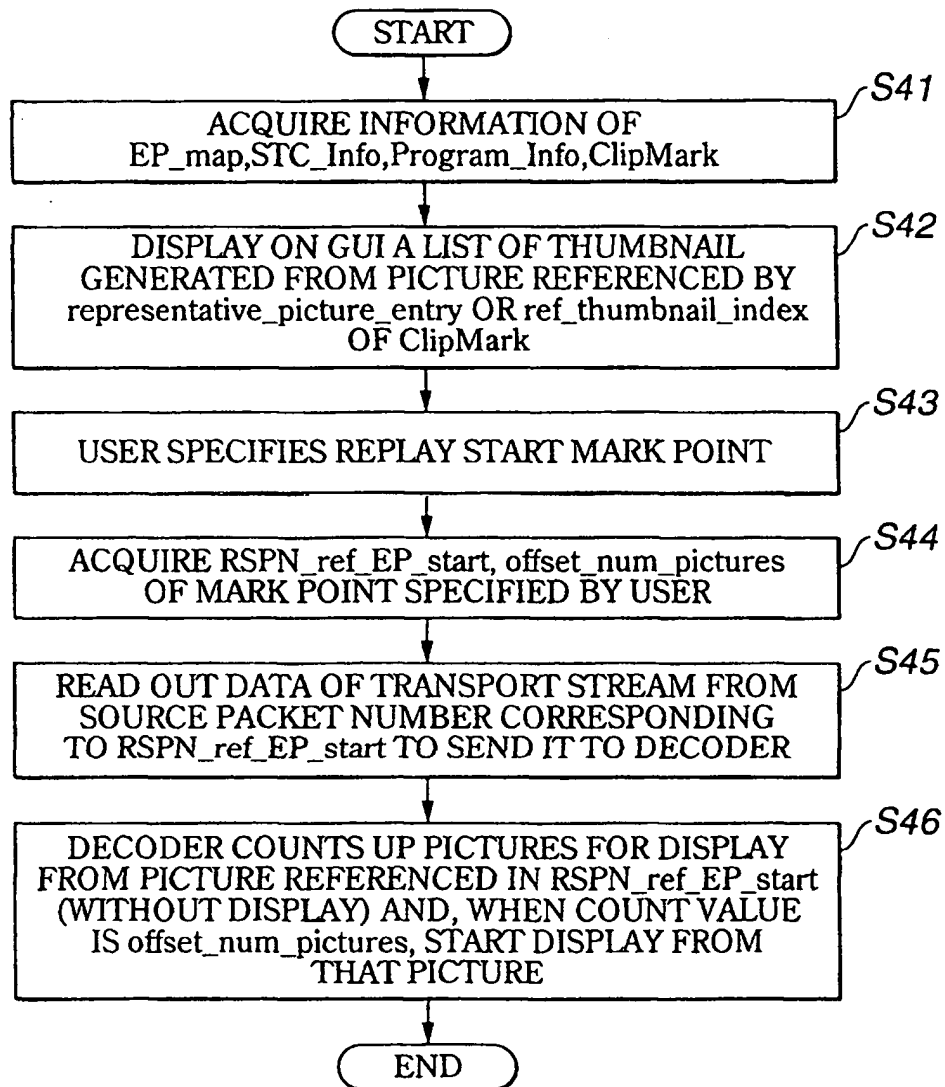 START
S41
ACQUIRE INFORMATION OF
EP_map,STC_Info,Program_Info,ClipMark
S42
DISPLAY ON GUI A LIST OF THUMBNAIL
GENERATED FROM PICTURE REFERENCED BY
representative_picture_entry OR ref_thumbnail_index
OF ClipMark
S43
USER SPECIFIES REPLAY START MARK POINT
S44
ACQUIRE RSPN_ref_EP_start, offset_num_pictures
OF MARK POINT SPECIFIED BY USER
S45
READ OUT DATA OF TRANSPORT STREAM FROM
SOURCE PACKET NUMBER CORRESPONDING
TO RSPN_ref_EP_start TO SEND IT TO DECODER
S46
DECODER COUNTS UP PICTURES FOR DISPLAY
FROM PICTURE REFERENCED IN RSPN_ref_EP_start
(WITHOUT DISPLAY) AND, WHEN COUNT VALUE
IS offset_num_pictures, START DISPLAY FROM
THAT PICTURE
END